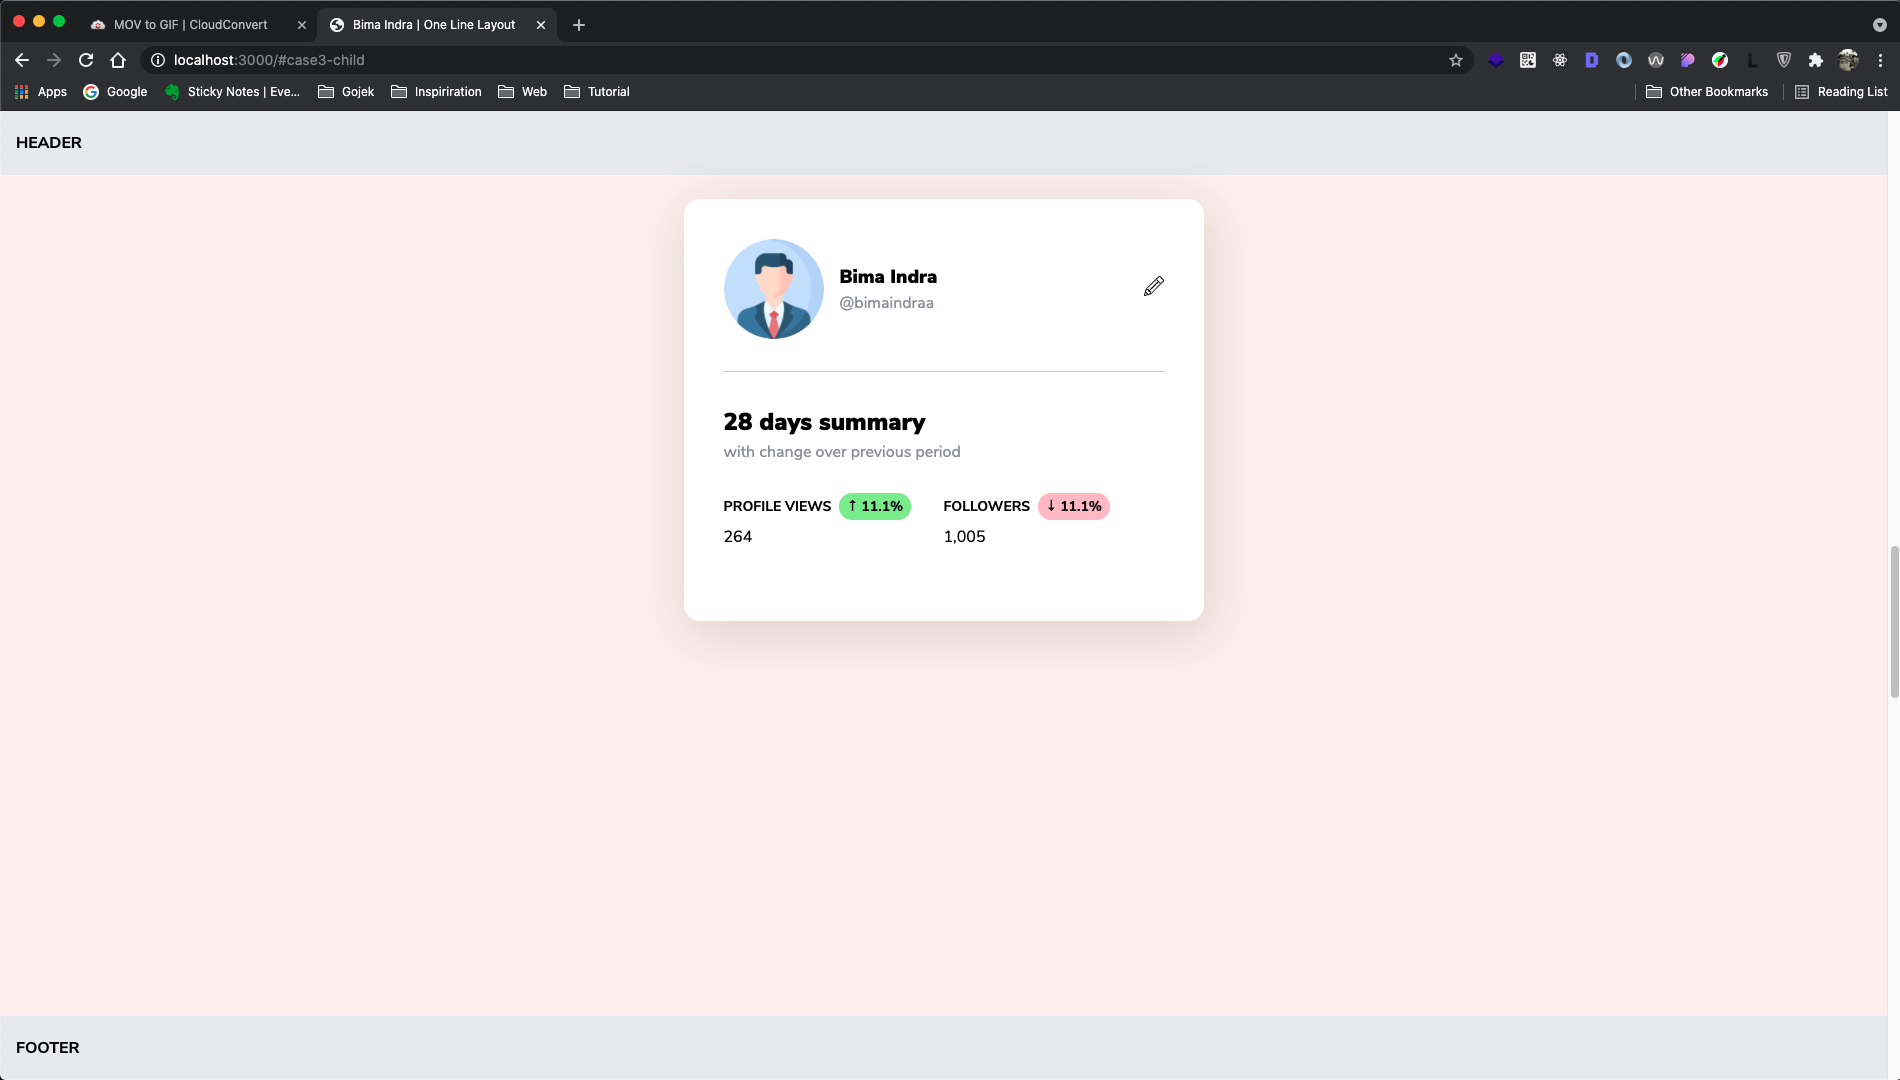 MOV to GIF | CloudConvert
Bima Indra | One Line Layout
localhost:3000/#case3-child
Apps Google Sticky Notes | Eve... Gojek Inspiriration Web Tutorial Other Bookmarks Reading List
HEADER
Bima Indra
@bimaindraa
28 days summary
with change over previous period
PROFILE VIEWS ↑ 11.1% FOLLOWERS ↓ 11.1%
264 1,005
FOOTER